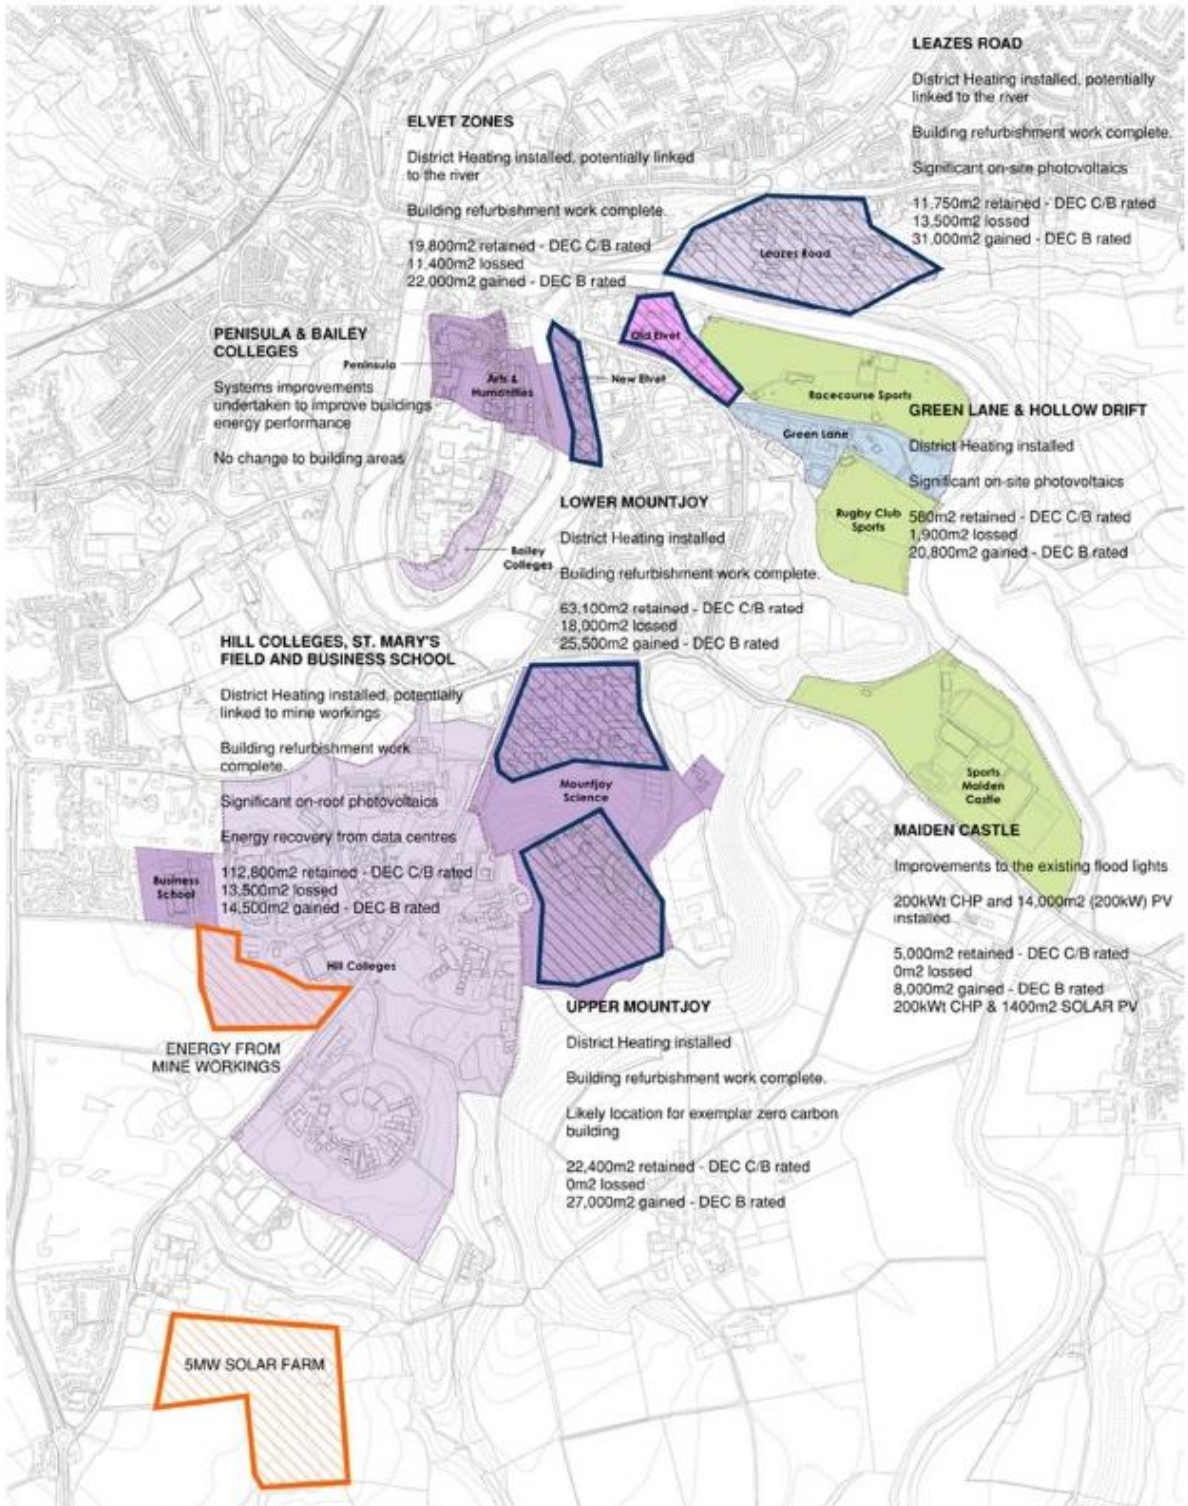 LEAZES ROAD
District Heating installed, potentially
linked to the river
Building refurbishment work complete.
Significant on-site photovoltaics
11,750m2 retained - DEC C/B rated
13,500m2 lossed
31,000m2 gained - DEC B rated
ELVET ZONES
District Heating installed, potentially linked
to the river
Building refurbishment work complete.
19,800m2 retained - DEC C/B rated
11,400m2 lossed
22,000m2 gained - DEC B rated
Leazes Road
Old Elvet
PENISULA & BAILEY
COLLEGES
Systems improvements
undertaken to improve buildings
energy performance
No change to building areas
Peninsula
Arts &
Humanities
New Elvet
Racecourse Sports
Green Lane
Rugby Club
Sports
GREEN LANE & HOLLOW DRIFT
District Heating installed
Significant on-site photovoltaics
580m2 retained - DEC C/B rated
1,900m2 lossed
20,800m2 gained - DEC B rated
Bailey
Colleges
LOWER MOUNTJOY
District Heating installed
Building refurbishment work complete.
63,100m2 retained - DEC C/B rated
18,000m2 lossed
25,500m2 gained - DEC B rated
HILL COLLEGES, ST. MARY'S
FIELD AND BUSINESS SCHOOL
District Heating installed, potentially
linked to mine workings
Building refurbishment work
complete.
Significant on-roof photovoltaics
Energy recovery from data centres
112,800m2 retained - DEC C/B rated
13,500m2 lossed
14,500m2 gained - DEC B rated
Mountjoy
Science
Sports
Maiden
Castle
MAIDEN CASTLE
Improvements to the existing flood lights
200kWt CHP and 14,000m2 (200kW) PV
installed
5,000m2 retained - DEC C/B rated
0m2 lossed
8,000m2 gained - DEC B rated
200kWt CHP & 1400m2 SOLAR PV
Business
School
Hill Colleges
ENERGY FROM
MINE WORKINGS
UPPER MOUNTJOY
District Heating installed
Building refurbishment work complete.
Likely location for exemplar zero carbon
building
22,400m2 retained - DEC C/B rated
0m2 lossed
27,000m2 gained - DEC B rated
5MW SOLAR FARM